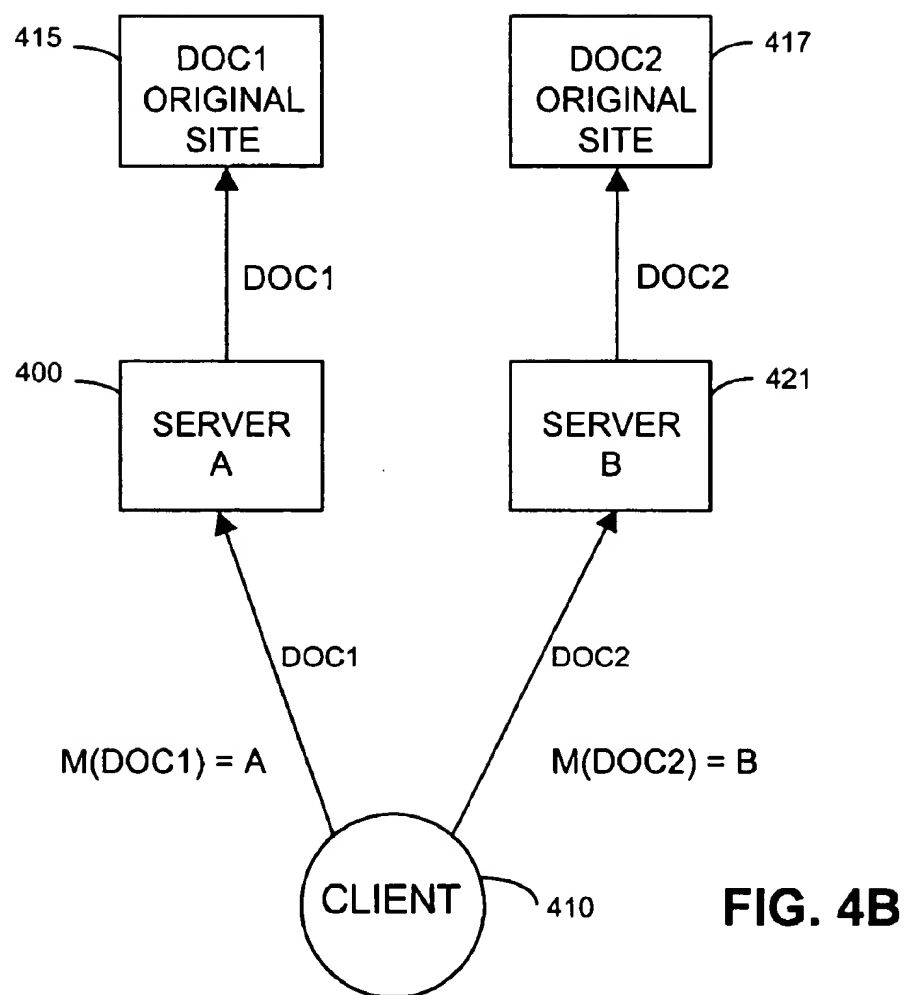 415
DOC1
ORIGINAL
SITE
DOC2
ORIGINAL
SITE
417
DOC1
DOC2
400
SERVER
A
SERVER
B
421
DOC1
DOC2
M(DOC1) = A
M(DOC2) = B
CLIENT
410
FIG. 4B